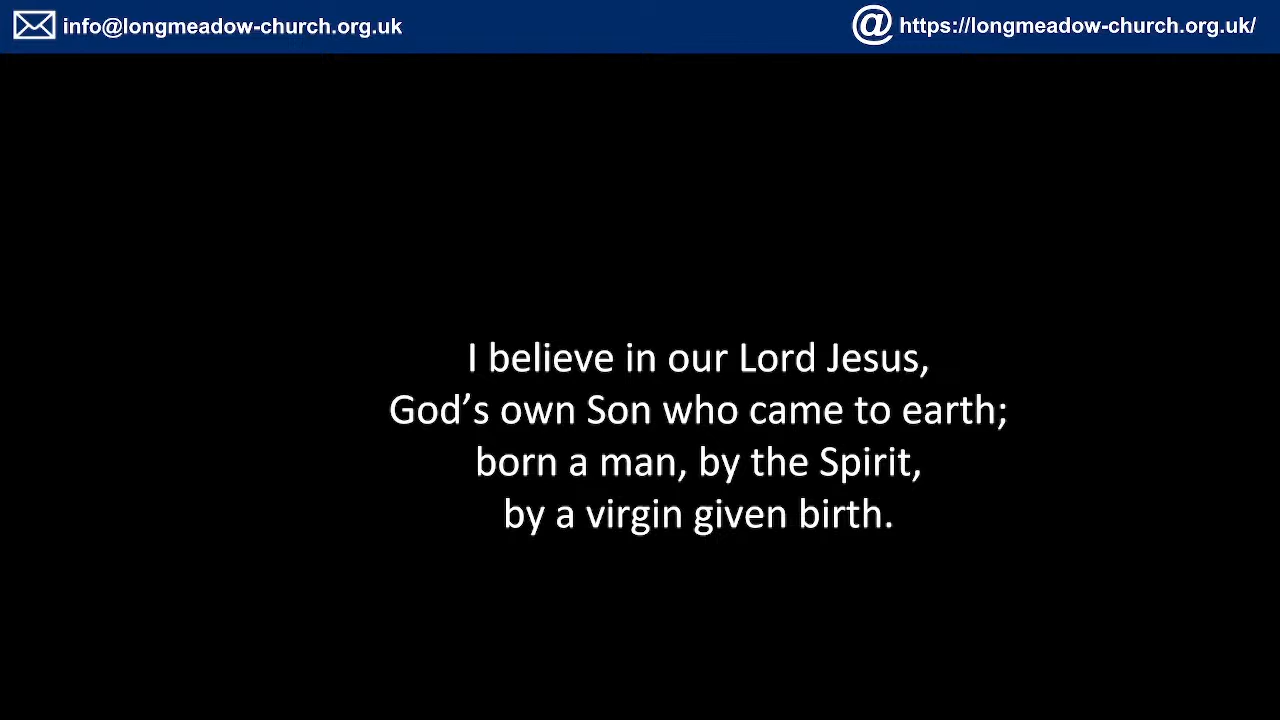 info@longmeadow-church.org.uk
https://longmeadow-church.org.uk/
I believe in our Lord Jesus,
God’s own Son who came to earth;
born a man, by the Spirit,
by a virgin given birth.